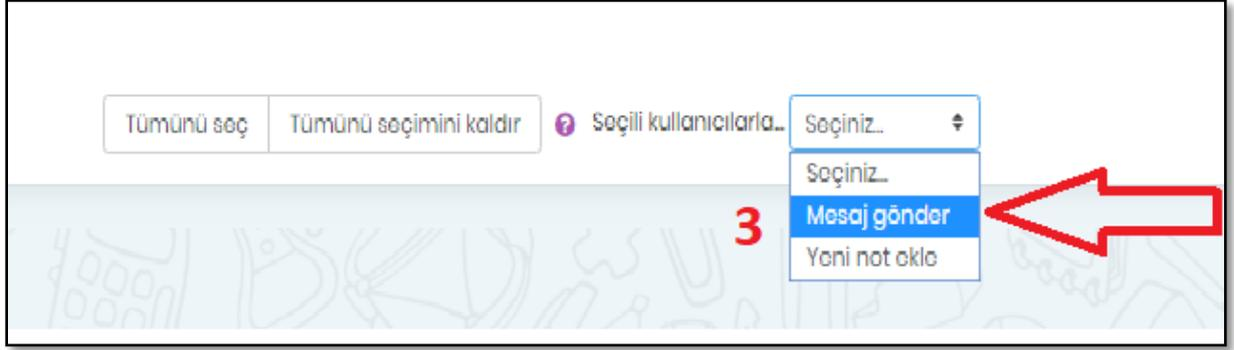 Tümünü seç Tümünü seçimini kaldır ? Seçili kullanıcılarla... Seçiniz...
Seçiniz...
3 Mesaj gönder
Yeni not ekle